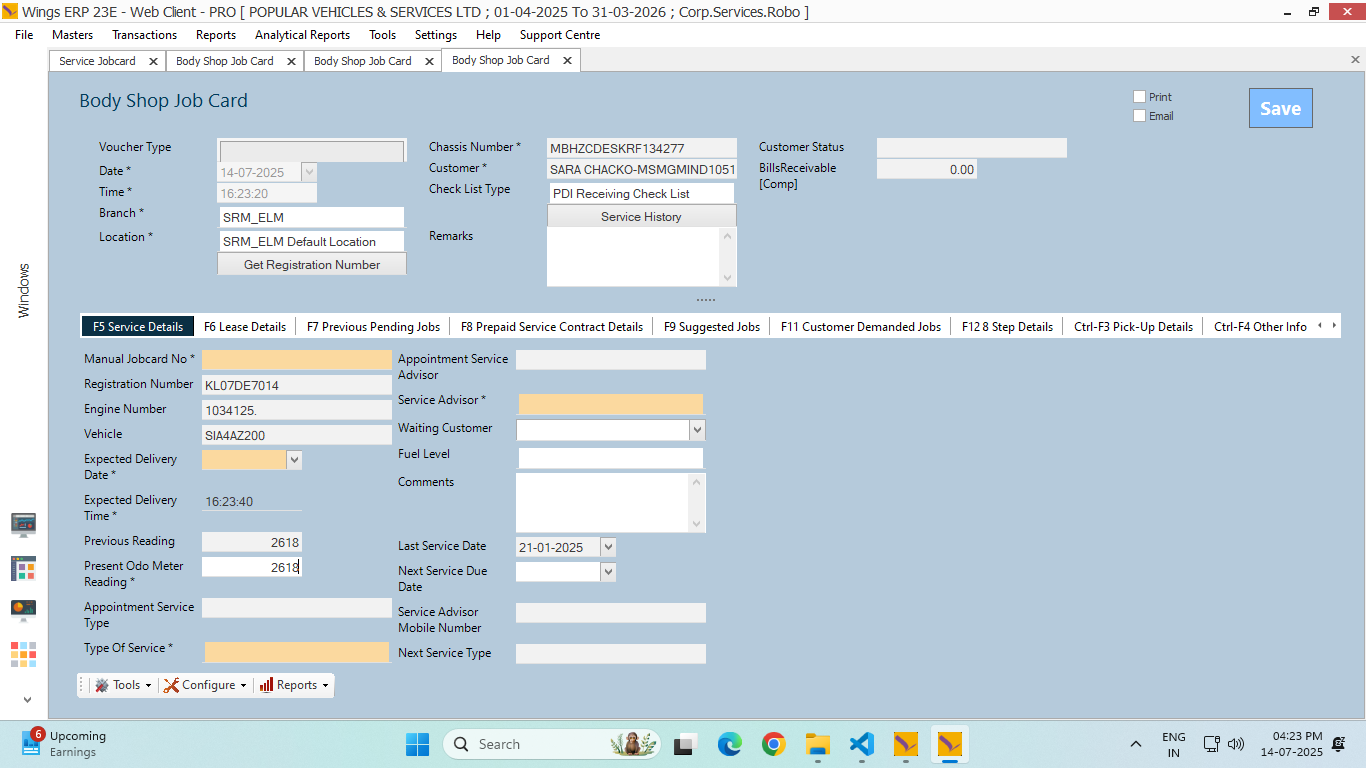 Wings ERP 23E - Web Client - PRO [ POPULAR VEHICLES & SERVICES LTD ; 01-04-2025 To 31-03-2026 ; Corp.Services.Robo ]
File Masters Transactions Reports Analytical Reports Tools Settings Help Support Centre
Service Jobcard Body Shop Job Card Body Shop Job Card Body Shop Job Card
Body Shop Job Card
Print
Email
Save
Voucher Type
Date *
14-07-2025
Time *
16:23:20
Branch *
SRM_ELM
Location *
SRM_ELM Default Location
Get Registration Number
Chassis Number *
MBHZCDESKRF134277
Customer *
SARA CHACKO-MSMGMIND1051
Check List Type
PDI Receiving Check List
Service History
Remarks
Customer Status
BillsReceivable
[Comp]
0.00
Windows
F5 Service Details F6 Lease Details F7 Previous Pending Jobs F8 Prepaid Service Contract Details F9 Suggested Jobs F11 Customer Demanded Jobs F12 8 Step Details Ctrl-F3 Pick-Up Details Ctrl-F4 Other Info
Manual Jobcard No *
Registration Number
KL07DE7014
Engine Number
1034125.
Vehicle
SIA4AZ200
Expected Delivery
Date *
Expected Delivery
Time *
16:23:40
Previous Reading
2618
Present Odo Meter
Reading *
2618
Appointment Service
Type
Type Of Service *
Appointment Service
Advisor
Service Advisor *
Waiting Customer
Fuel Level
Comments
Last Service Date
21-01-2025
Next Service Due
Date
Service Advisor
Mobile Number
Next Service Type
Tools Configure Reports
6
Upcoming
Earnings
Search
ENG
IN
04:23 PM
14-07-2025